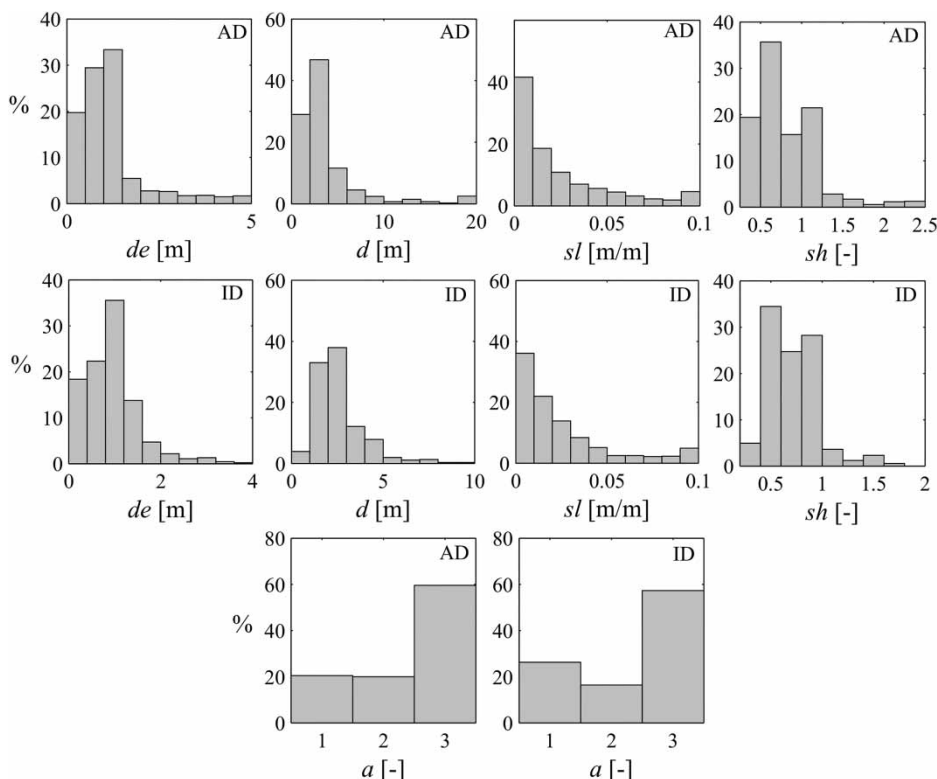 40 AD 60 AD AD 50 AD
30 40 40
40 30
% 20 20
20 20
10 10
0 0 0 0
0 5 0 10 20 0 0.05 0.1 0.5 1 1.5 2 2.5
de [m] d [m] sl [m/m] sh [-]
40 ID 60 ID 60 ID 50 ID
30 40 40 40
30
% 20
20 20 20
10 10
0 0 0 0
0 2 4 0 5 10 0 0.05 0.1 0.5 1 1.5 2
de [m] d [m] sl [m/m] sh [-]
80 AD 80 ID
60 60
% 40 40
20 20
0 0
1 2 3 1 2 3
a [-] a [-]